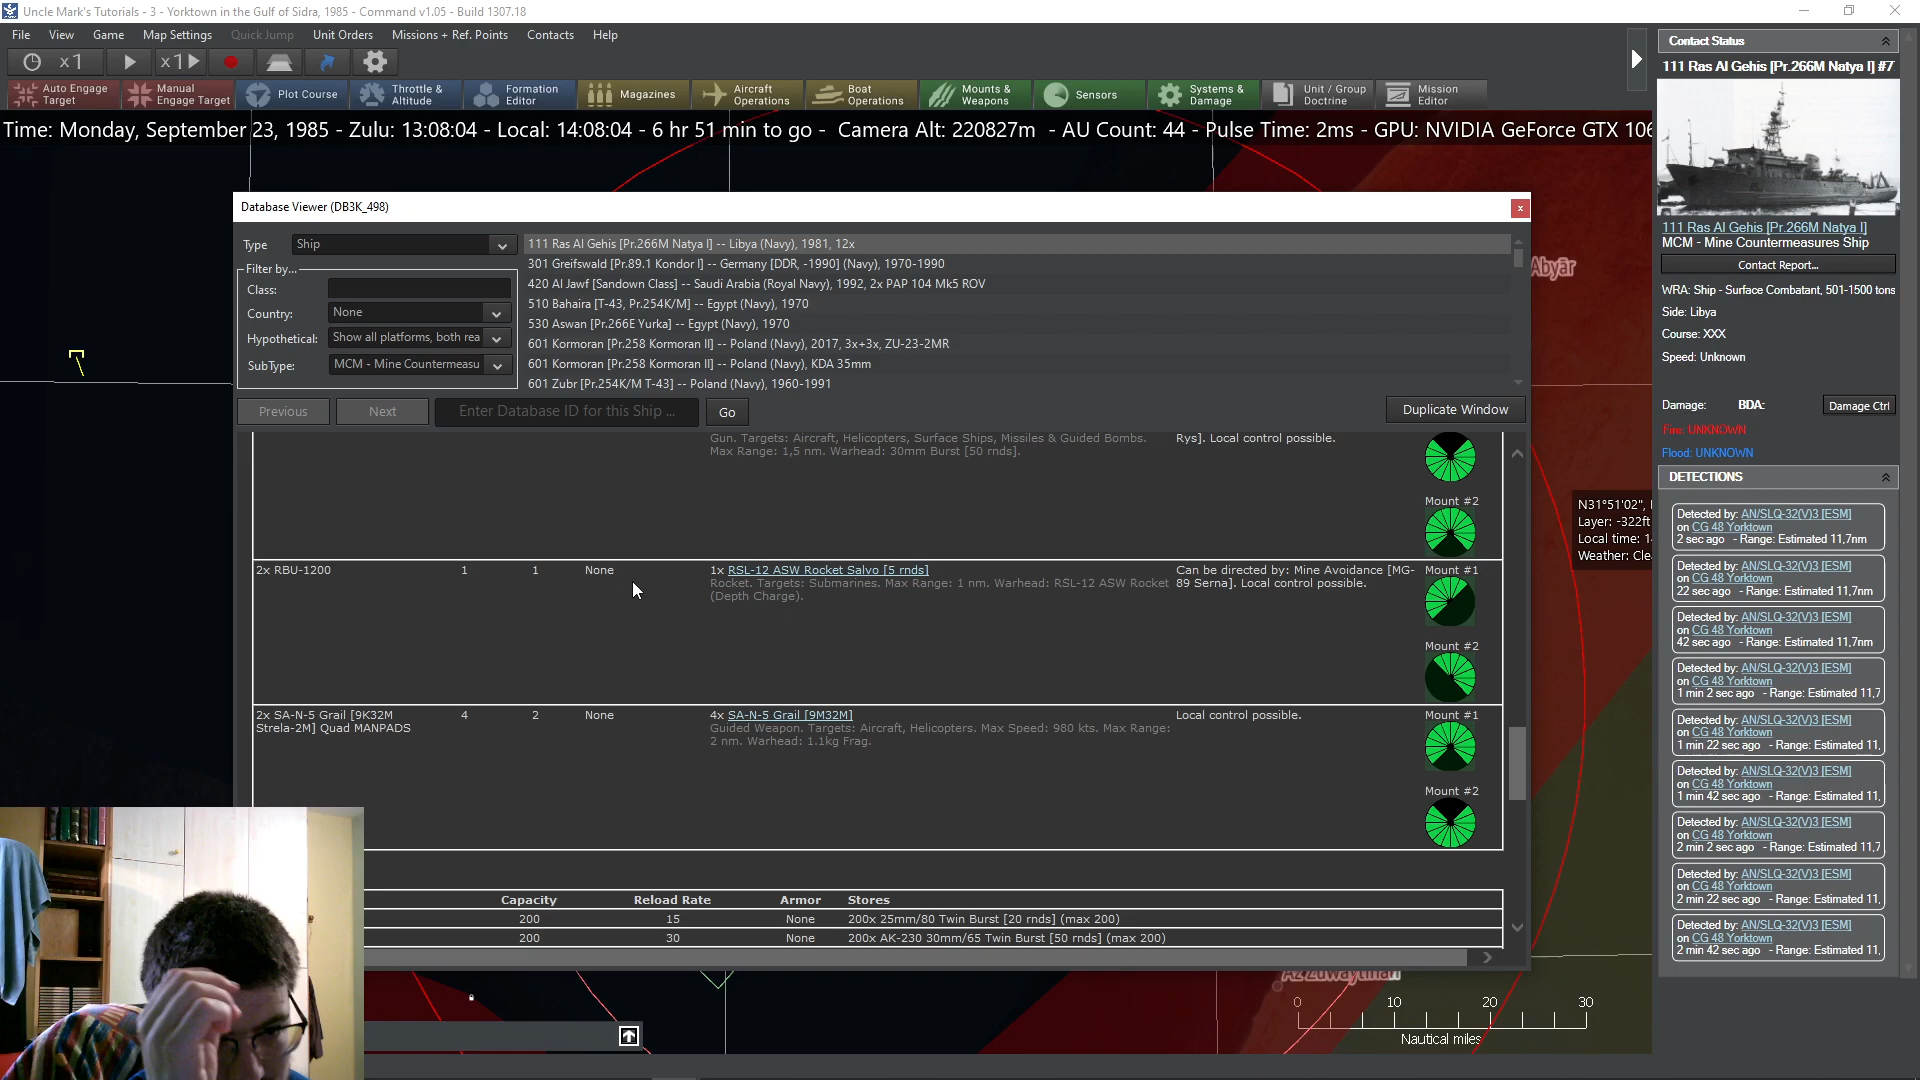 Uncle Mark's Tutorials - 3 - Yorktown in the Gulf of Sidra, 1985 - Command v1.05 - Build 1307.18
File View Game Map Settings Quick Jump Unit Orders Missions + Ref. Points Contacts Help
x1 x1
Auto Engage Target
Manual Engage Target
Plot Course
Throttle & Altitude
Formation Editor
Magazines
Aircraft Operations
Boat Operations
Mounts & Weapons
Sensors
Systems & Damage
Unit / Group Doctrine
Mission Editor
Time: Monday, September 23, 1985 - Zulu: 13:08:04 - Local: 14:08:04 - 6 hr 51 min to go - Camera Alt: 220827m - AU Count: 44 - Pulse Time: 2ms - GPU: NVIDIA GeForce GTX 106
Database Viewer (DB3K_498)
Type Ship
Filter by...
Class:
Country: None
Hypothetical: Show all platforms, both rea
SubType: MCM - Mine Countermeasu
111 Ras Al Gehis [Pr.266M Natya I] -- Libya (Navy), 1981, 12x
301 Greifswald [Pr.89.1 Kondor I] -- Germany [DDR, -1990] (Navy), 1970-1990
420 Al Jawf [Sandown Class] -- Saudi Arabia (Royal Navy), 1992, 2x PAP 104 Mk5 ROV
510 Bahaira [T-43, Pr.254K/M] -- Egypt (Navy), 1970
530 Aswan [Pr.266E Yurka] -- Egypt (Navy), 1970
601 Kormoran [Pr.258 Kormoran II] -- Poland (Navy), 2017, 3x+3x, ZU-23-2MR
601 Kormoran [Pr.258 Kormoran II] -- Poland (Navy), KDA 35mm
601 Zubr [Pr.254K/M T-43] -- Poland (Navy), 1960-1991
Previous Next Enter Database ID for this Ship ... Go Duplicate Window
Gun. Targets: Aircraft, Helicopters, Surface Ships, Missiles & Guided Bombs.
Max Range: 1,5 nm. Warhead: 30mm Burst [50 rnds].
Rys]. Local control possible.
Mount #2
2x RBU-1200 1 1 None 1x RSL-12 ASW Rocket Salvo [5 rnds]
Rocket. Targets: Submarines. Max Range: 1 nm. Warhead: RSL-12 ASW Rocket
(Depth Charge).
Can be directed by: Mine Avoidance [MG-
89 Serna]. Local control possible.
Mount #1
Mount #2
2x SA-N-5 Grail [9K32M
Strela-2M] Quad MANPADS
4 2 None 4x SA-N-5 Grail [9M32M]
Guided Weapon. Targets: Aircraft, Helicopters. Max Speed: 980 kts. Max Range:
2 nm. Warhead: 1.1kg Frag.
Local control possible.
Mount #1
Mount #2
Capacity Reload Rate Armor Stores
200 15 None 200x 25mm/80 Twin Burst [20 rnds] (max 200)
200 30 None 200x AK-230 30mm/65 Twin Burst [50 rnds] (max 200)
Abyār
N31°51'02",
Layer: -322ft
Local time: 1
Weather: Cle
Az Zuwaytīnah
0 10 20 30
Nautical miles
Contact Status
111 Ras Al Gehis [Pr.266M Natya I] #7
111 Ras Al Gehis [Pr.266M Natya I]
MCM - Mine Countermeasures Ship
Contact Report...
WRA: Ship - Surface Combatant, 501-1500 tons
Side: Libya
Course: XXX
Speed: Unknown
Damage: BDA: Damage Ctrl
Fire: UNKNOWN
Flood: UNKNOWN
DETECTIONS
Detected by: AN/SLQ-32(V)3 [ESM]
on CG 48 Yorktown
2 sec ago - Range: Estimated 11,7nm
Detected by: AN/SLQ-32(V)3 [ESM]
on CG 48 Yorktown
22 sec ago - Range: Estimated 11,7nm
Detected by: AN/SLQ-32(V)3 [ESM]
on CG 48 Yorktown
42 sec ago - Range: Estimated 11,7nm
Detected by: AN/SLQ-32(V)3 [ESM]
on CG 48 Yorktown
1 min 2 sec ago - Range: Estimated 11,7
Detected by: AN/SLQ-32(V)3 [ESM]
on CG 48 Yorktown
1 min 22 sec ago - Range: Estimated 11,
Detected by: AN/SLQ-32(V)3 [ESM]
on CG 48 Yorktown
1 min 42 sec ago - Range: Estimated 11,
Detected by: AN/SLQ-32(V)3 [ESM]
on CG 48 Yorktown
2 min 2 sec ago - Range: Estimated 11,7
Detected by: AN/SLQ-32(V)3 [ESM]
on CG 48 Yorktown
2 min 22 sec ago - Range: Estimated 11,
Detected by: AN/SLQ-32(V)3 [ESM]
on CG 48 Yorktown
2 min 42 sec ago - Range: Estimated 11,